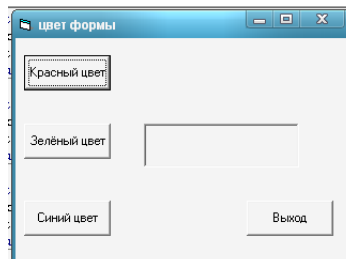 цвет формы
Красный цвет
Зелёный цвет
Синий цвет
Выход